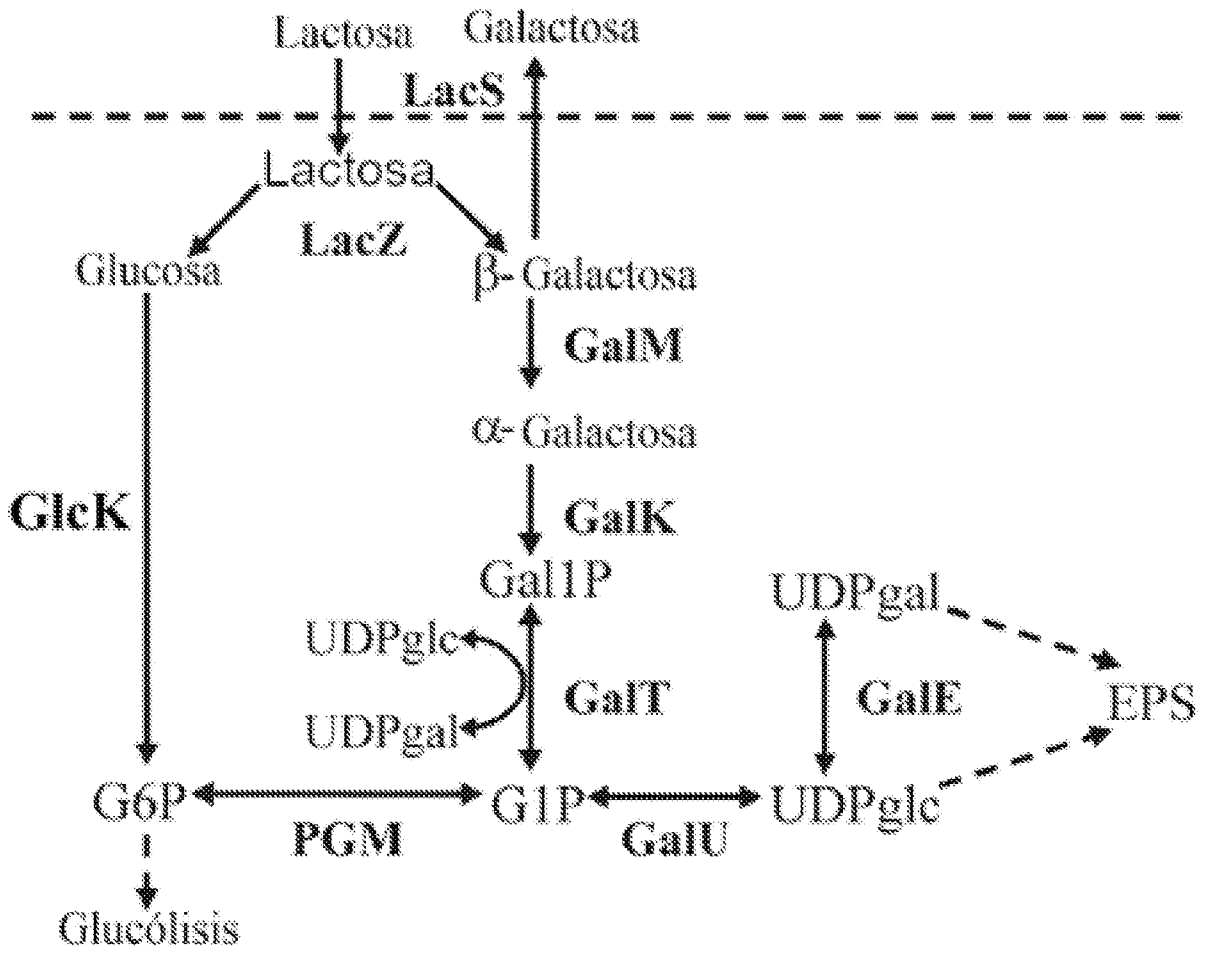 Lactosa
Galactosa
LacS
Lactosa
LacZ
Glucosa
β-Galactosa
GalM
α-Galactosa
GlcK
GalK
Gal1P
UDPgal
UDPglc
GalT
GalE
EPS
UDPgal
G6P
G1P
UDPglc
PGM
GalU
Glucólisis